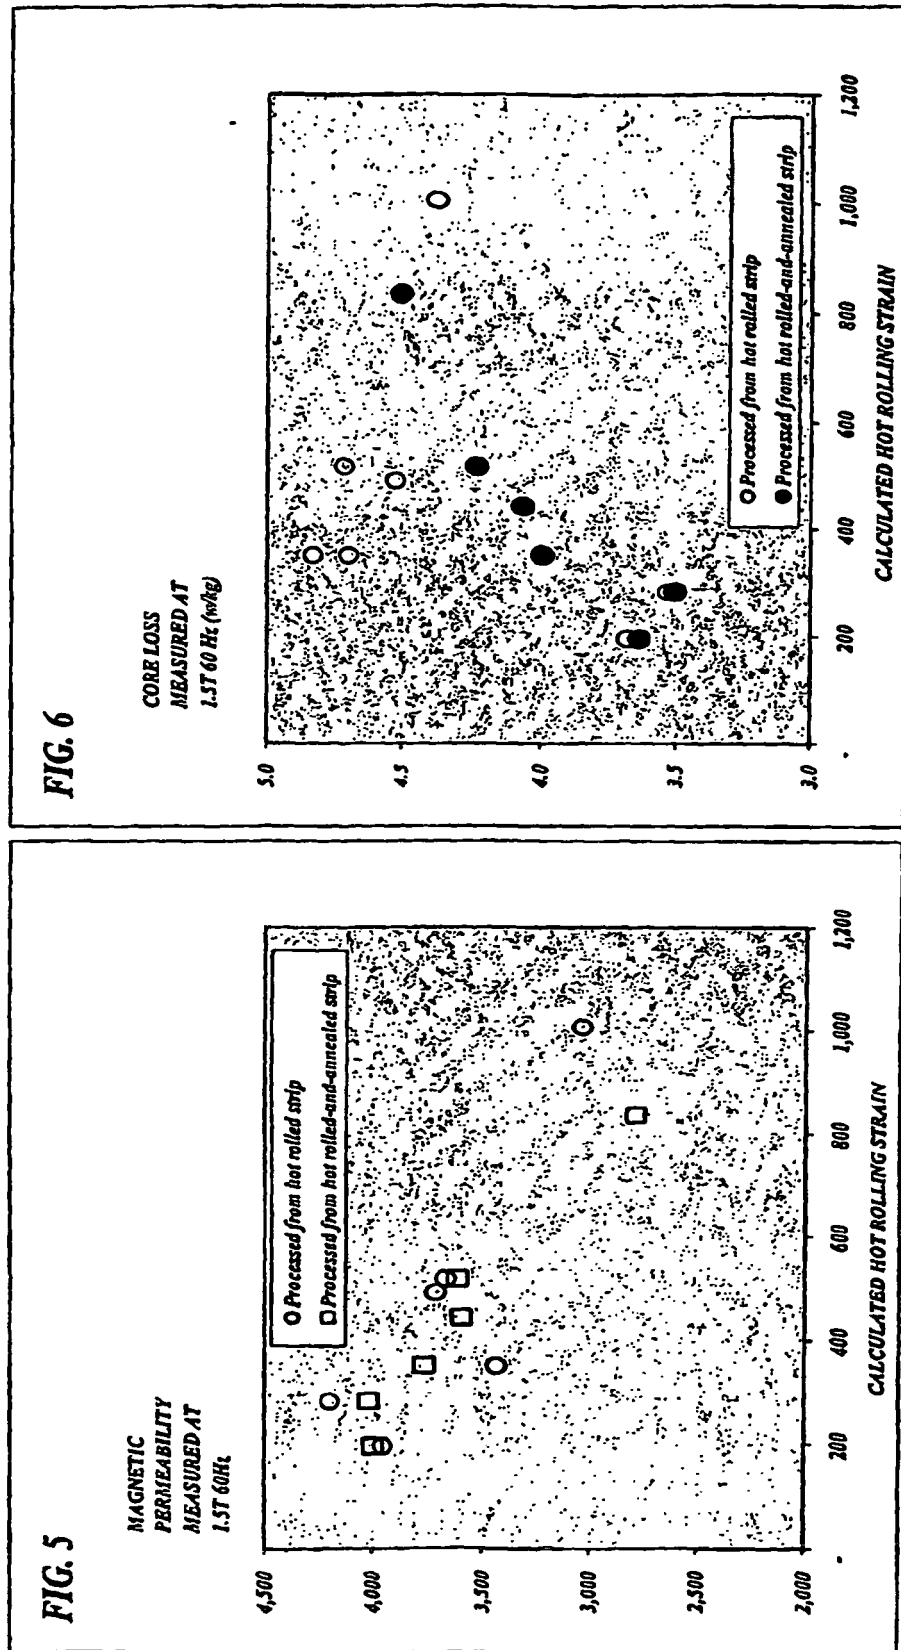 FIG. 5
MAGNETIC
PERMEABILITY
MEASURED AT
1.5T 60Hz
4,500
4,000
3,500
3,000
2,500
2,000
200
400
600
800
1,000
1,200
CALCULATED HOT ROLLING STRAIN
Processed from hot rolled strip
Processed from hot rolled-and-annealed strip
FIG. 6
CORE LOSS
MEASURED AT
1.5T 60 Hz (w/kg)
5.0
4.5
4.0
3.5
3.0
200
400
600
800
1,000
1,200
CALCULATED HOT ROLLING STRAIN
Processed from hot rolled strip
Processed from hot rolled-and-annealed strip